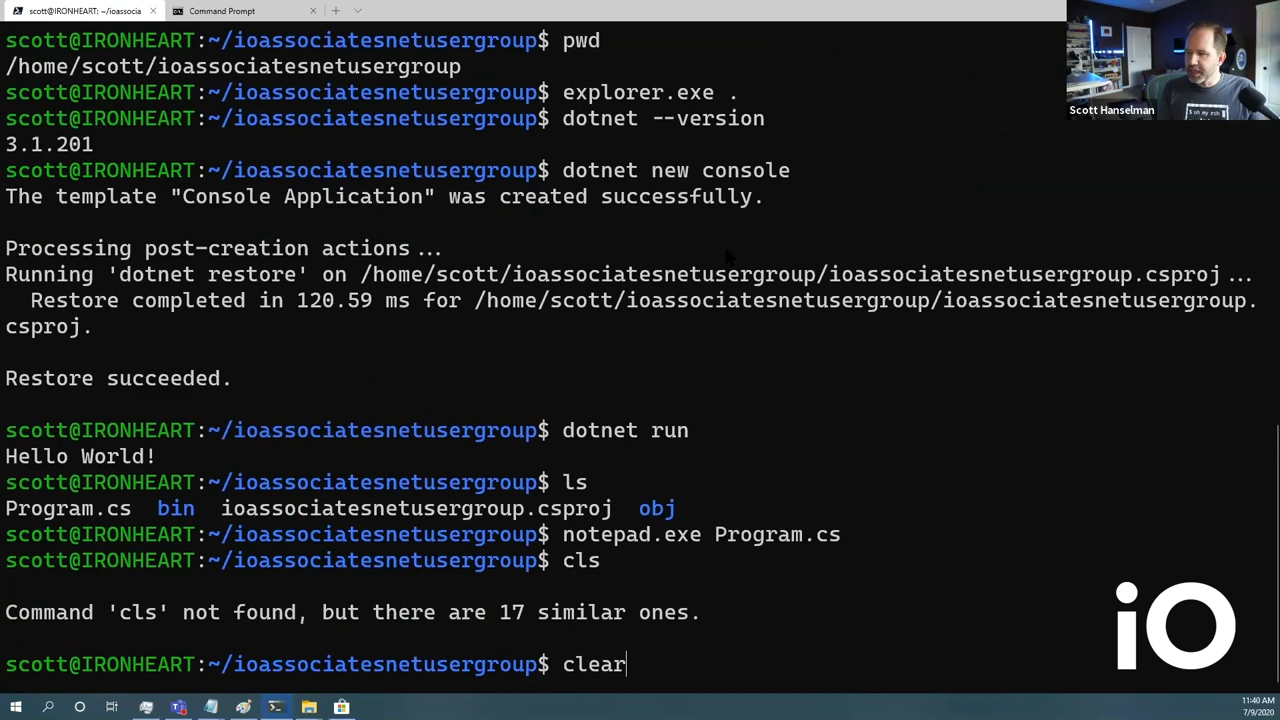 scott@IRONHEART: ~/ioassocia
Command Prompt
scott@IRONHEART:~/ioassociatesnetusergroup$ pwd
/home/scott/ioassociatesnetusergroup
scott@IRONHEART:~/ioassociatesnetusergroup$ explorer.exe .
scott@IRONHEART:~/ioassociatesnetusergroup$ dotnet --version
3.1.201
scott@IRONHEART:~/ioassociatesnetusergroup$ dotnet new console
The template "Console Application" was created successfully.
Processing post-creation actions...
Running 'dotnet restore' on /home/scott/ioassociatesnetusergroup/ioassociatesnetusergroup.csproj...
Restore completed in 120.59 ms for /home/scott/ioassociatesnetusergroup/ioassociatesnetusergroup.
csproj.
Restore succeeded.
scott@IRONHEART:~/ioassociatesnetusergroup$ dotnet run
Hello World!
scott@IRONHEART:~/ioassociatesnetusergroup$ ls
Program.cs bin ioassociatesnetusergroup.csproj obj
scott@IRONHEART:~/ioassociatesnetusergroup$ notepad.exe Program.cs
scott@IRONHEART:~/ioassociatesnetusergroup$ cls
Command 'cls' not found, but there are 17 similar ones.
scott@IRONHEART:~/ioassociatesnetusergroup$ clear
Scott Hanselman
iO
11:40 AM
7/9/2020